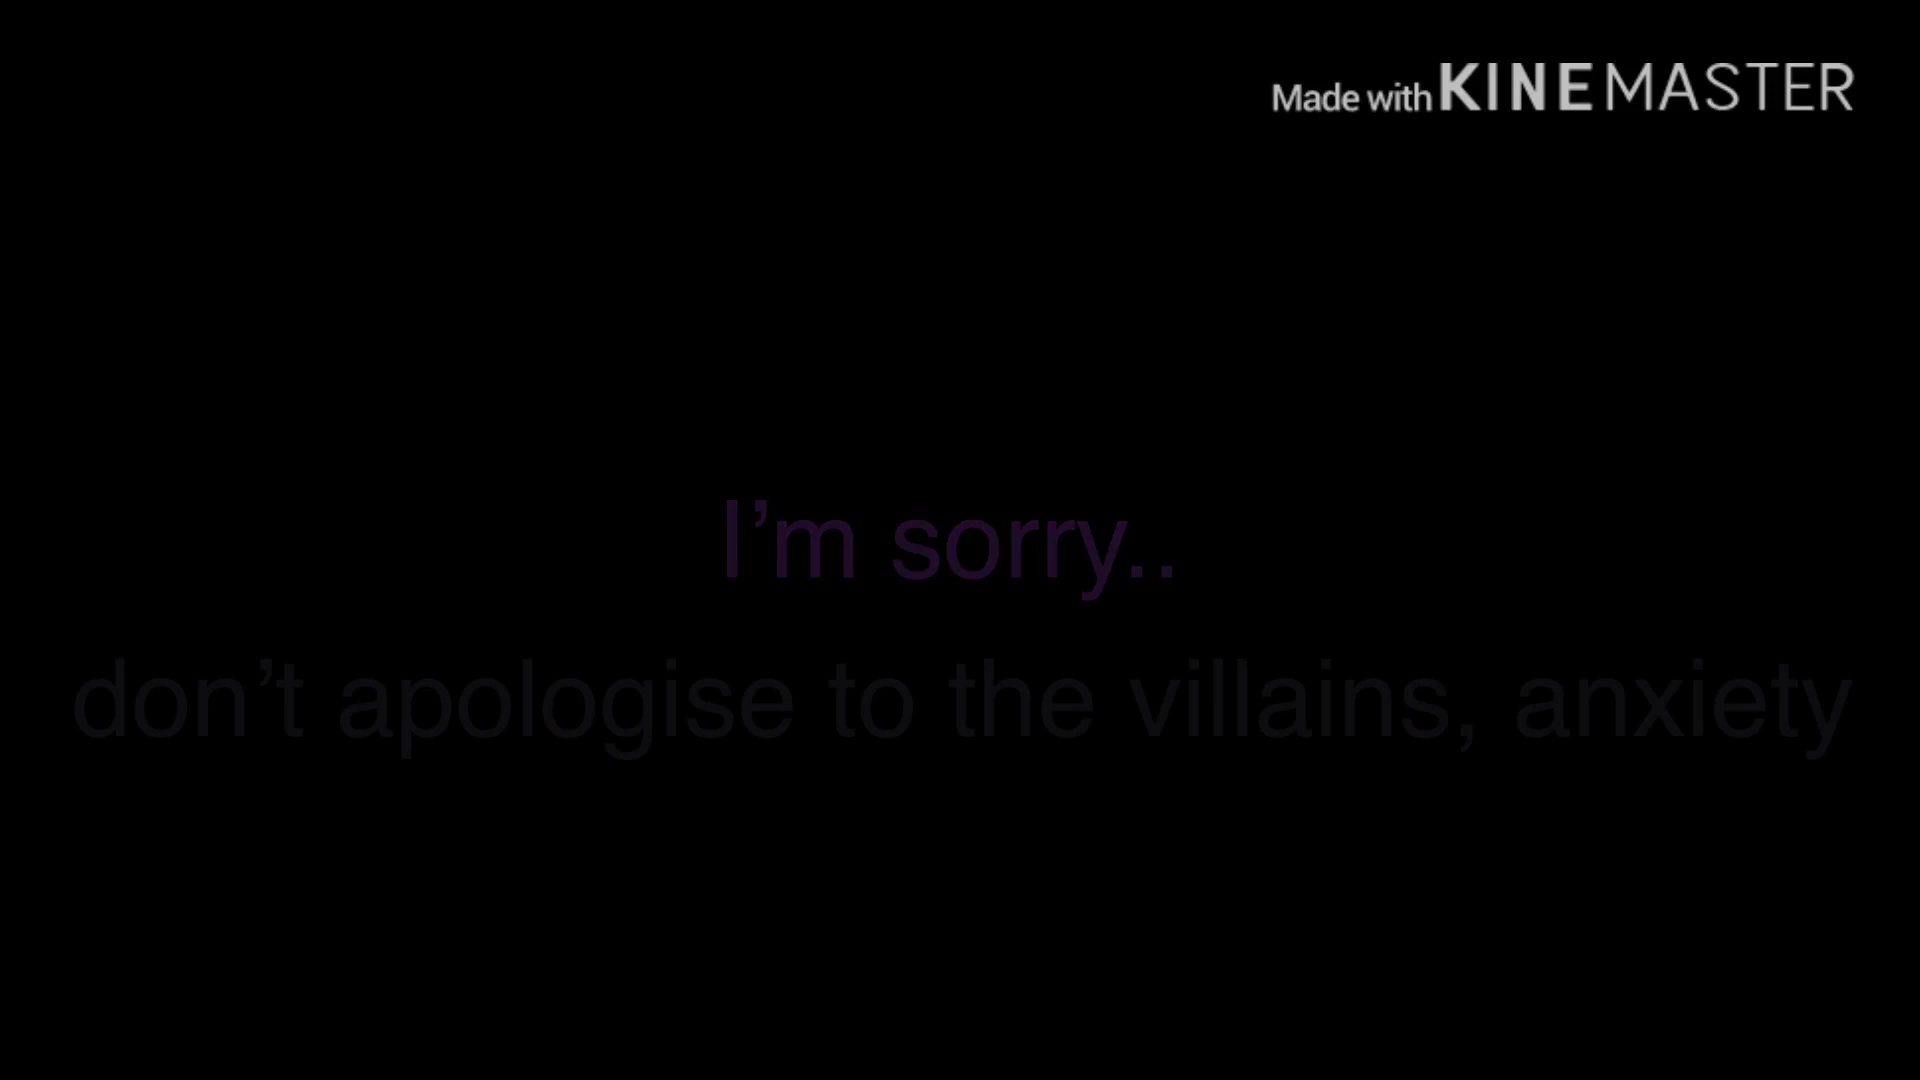 Made with KINEMASTER
I’m sorry..
don’t apologise to the villains, anxiety